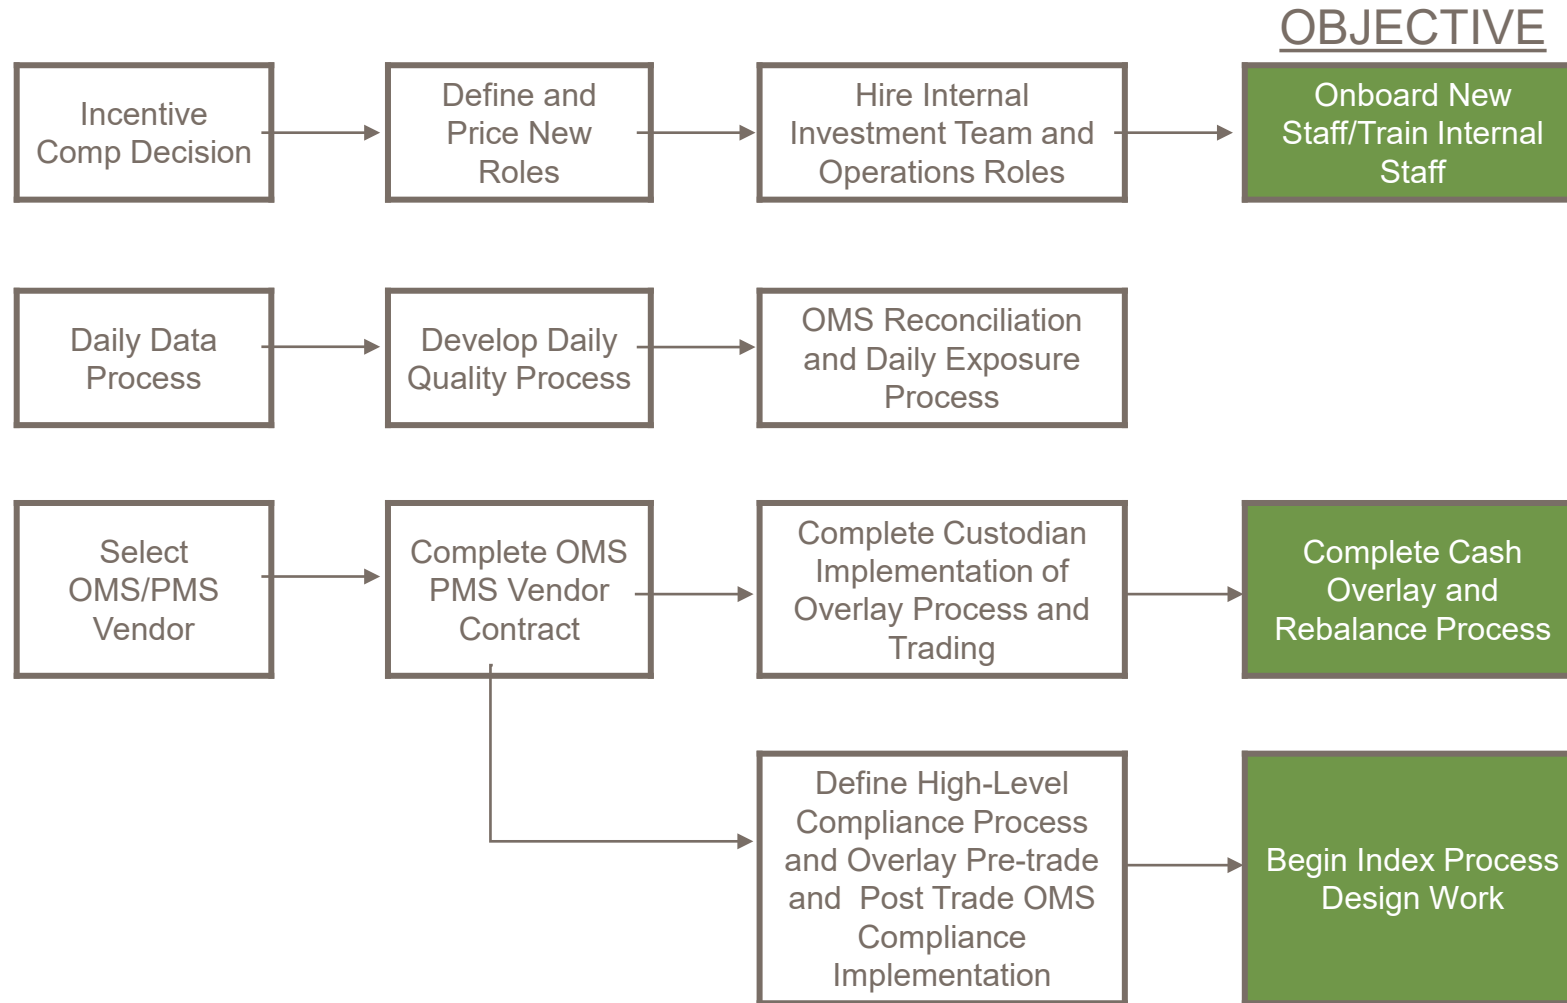 OBJECTIVE
Incentive
Comp Decision
Define and
Price New
Roles
Hire Internal
Investment Team and
Operations Roles
Onboard New
Staff/Train Internal
Staff
Daily Data
Process
Develop Daily
Quality Process
OMS Reconciliation
and Daily Exposure
Process
Select
OMS/PMS
Vendor
Complete OMS
PMS Vendor
Contract
Complete Custodian
Implementation of
Overlay Process and
Trading
Complete Cash
Overlay and
Rebalance Process
Define High-Level
Compliance Process
and Overlay Pre-trade
and  Post Trade OMS
Compliance
Implementation
Begin Index Process
Design Work